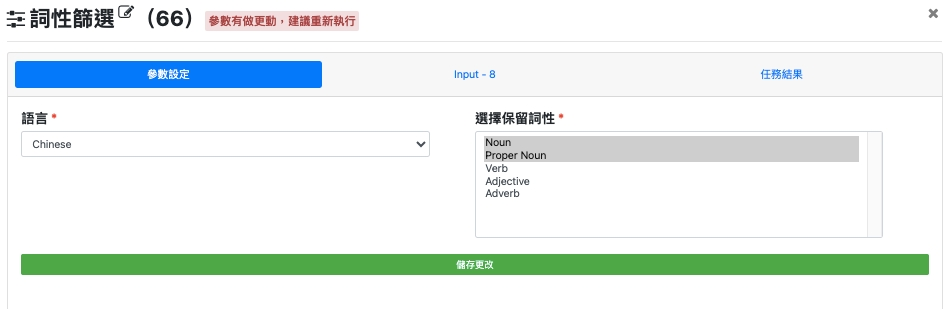 詞性篩選 （66） 參數有做更動，建議重新執行
參數設定 Input - 8 任務結果
語言 * 選擇保留詞性 *
Chinese
Noun
Proper Noun
Verb
Adjective
Adverb
儲存更改